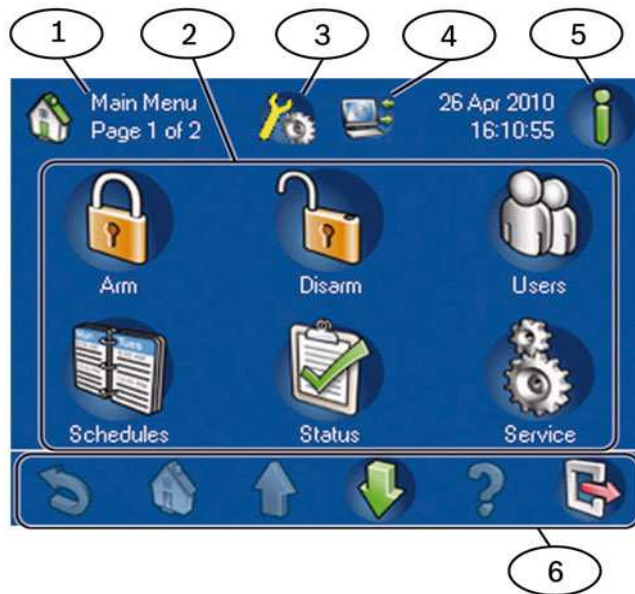 1 2 3 4 5
Main Menu
Page 1 of 2
26 Apr 2010
16:10:55
Arm Disarm Users
Schedules Status Service
6